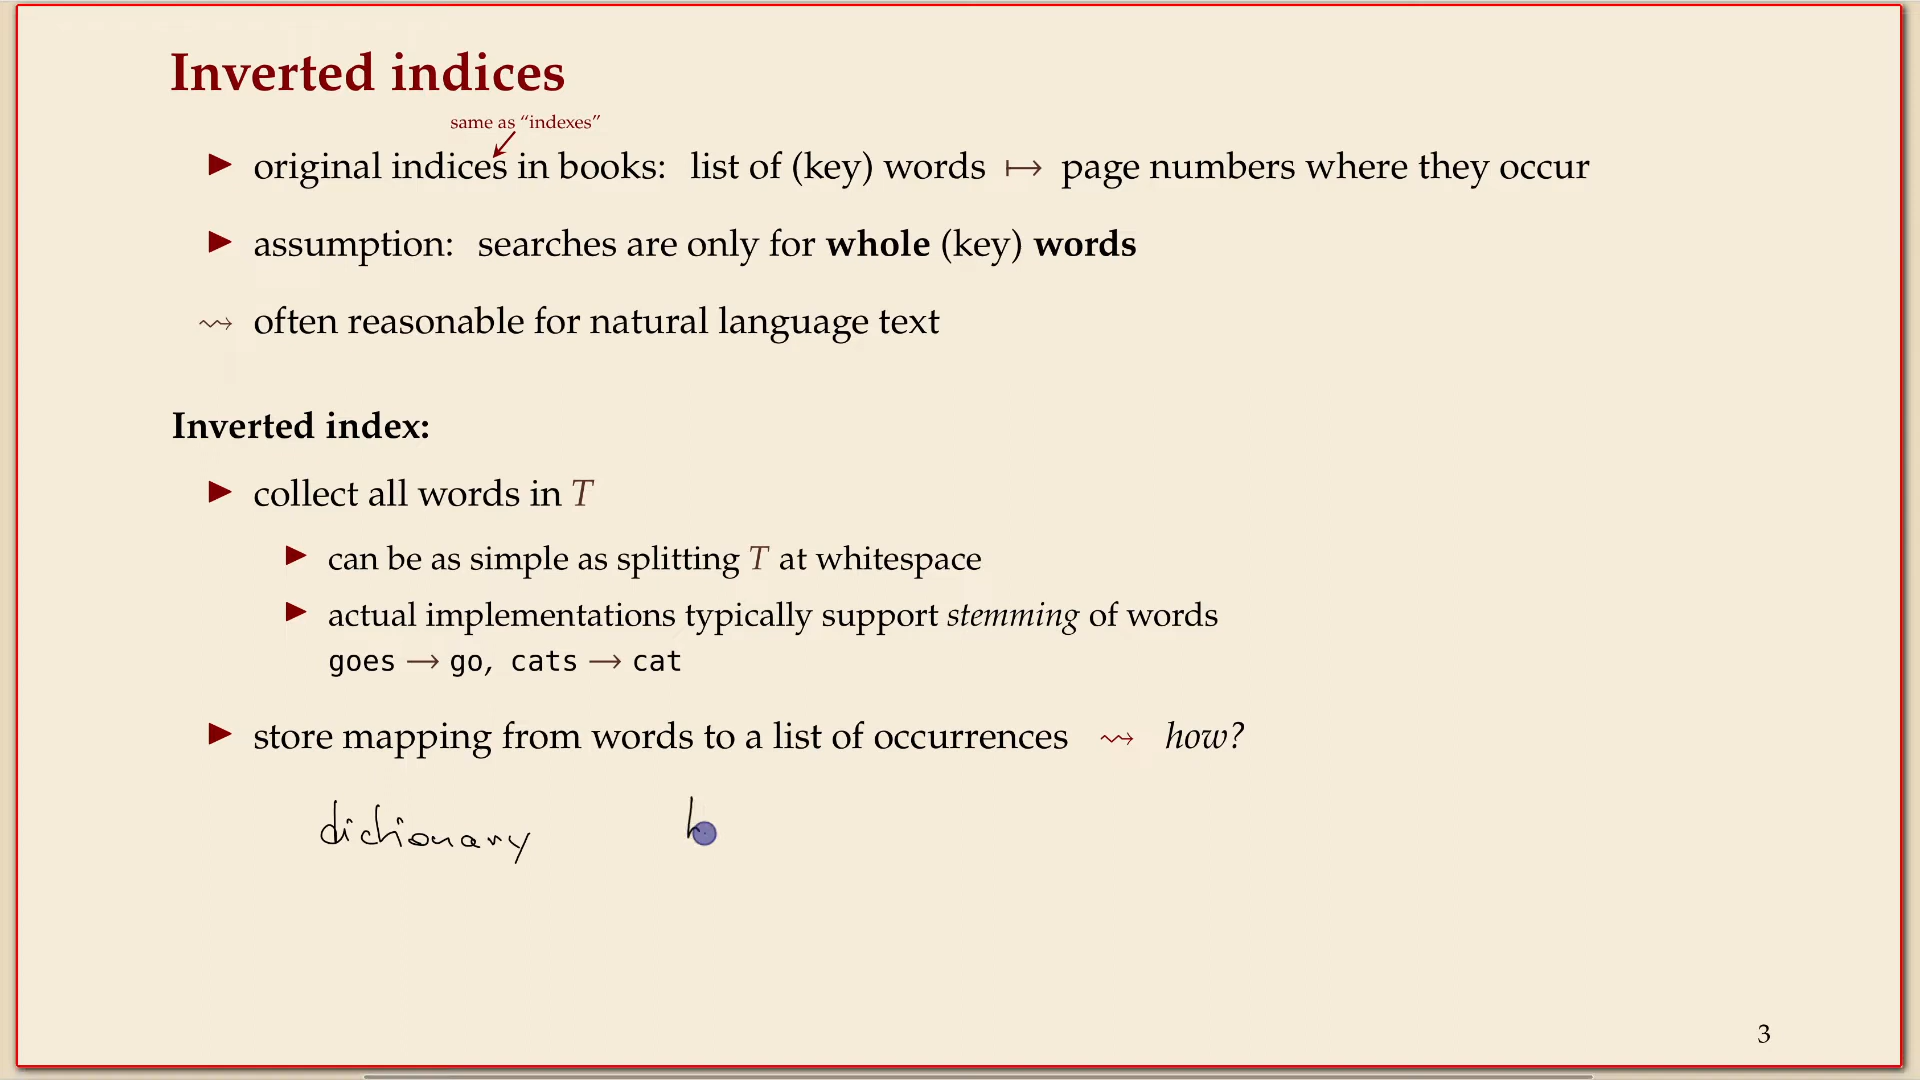 Inverted indices
same as “indexes”
▶ original indices in books: list of (key) words ↦ page numbers where they occur
▶ assumption: searches are only for whole (key) words
⇝ often reasonable for natural language text
Inverted index:
▶ collect all words in T
▶ can be as simple as splitting T at whitespace
▶ actual implementations typically support stemming of words
goes → go, cats → cat
▶ store mapping from words to a list of occurrences ⇝ how?
dictionary
3